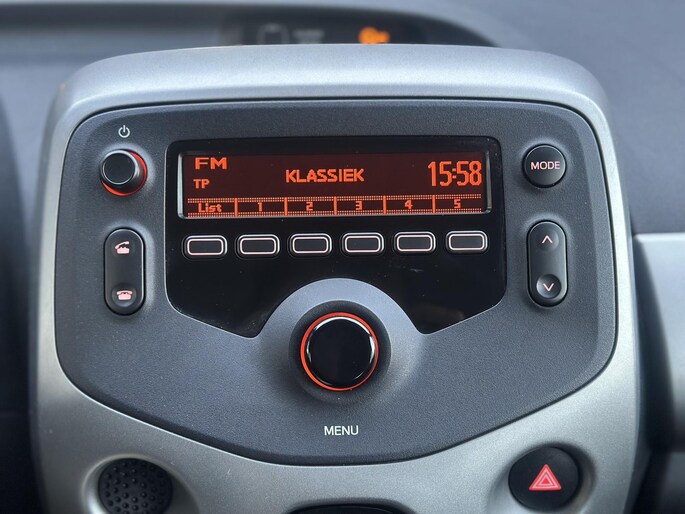 FM
KLASSIEK
15:58
TP
List 1 2 3 4 5
MODE
MENU